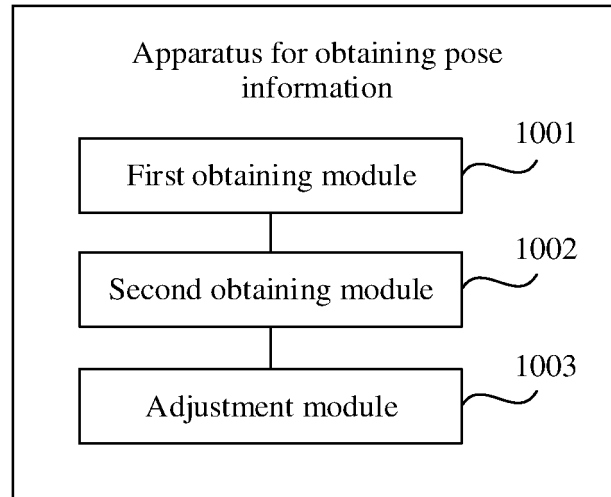 Apparatus for obtaining pose
information
1001
First obtaining module
1002
Second obtaining module
1003
Adjustment module